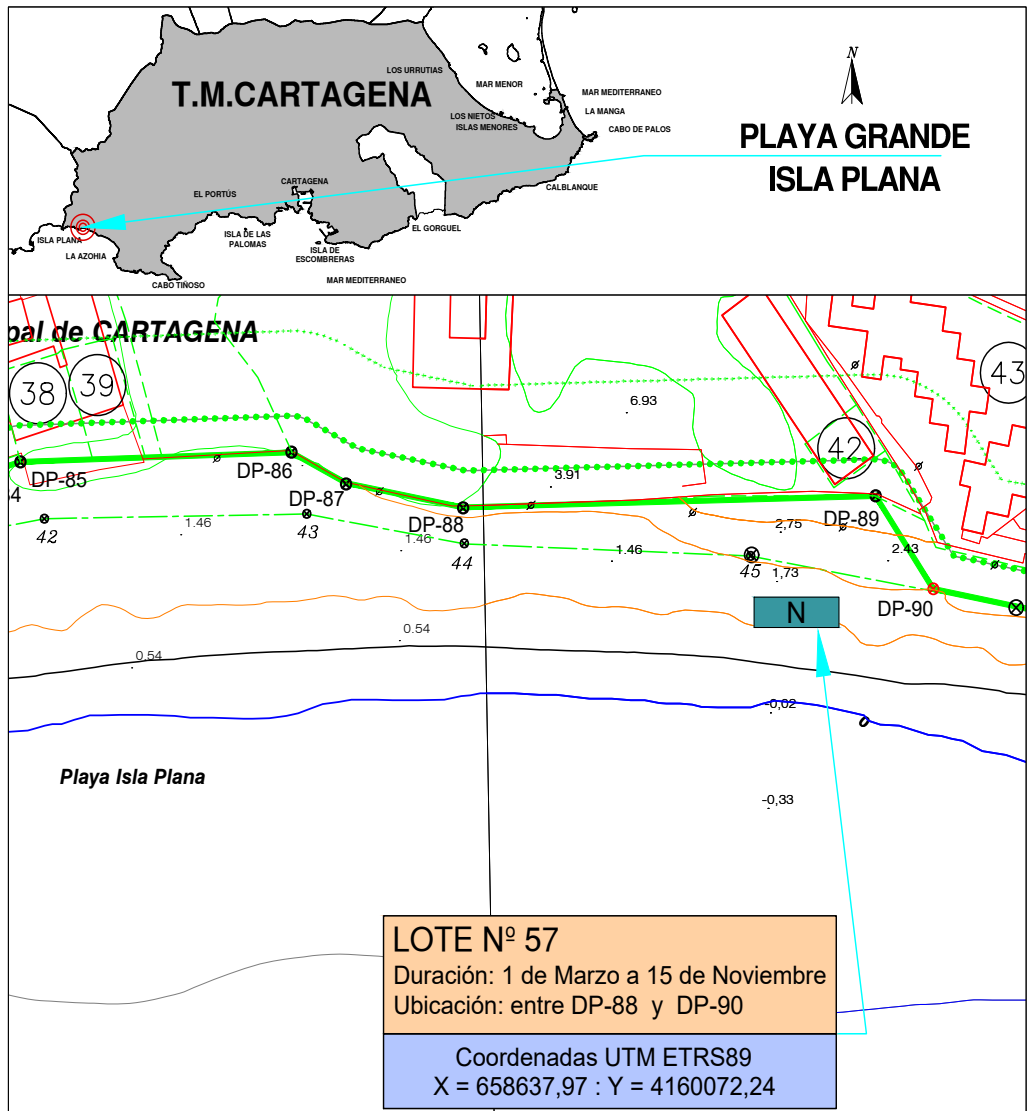 LOS URRUTIAS
T.M.CARTAGENA
MAR MENOR
MAR MEDITERRANEO
LA MANGA
LOS NIETOS
ISLAS MENORES
CABO DE PALOS
N
PLAYA GRANDE
ISLA PLANA
CARTAGENA
EL PORTÚS
CALBLANQUE
ISLA PLANA
LA AZOHIA
ISLA DE LAS
PALOMAS
ISLA DE
ESCOMBRERAS
EL GORGUEL
CABO TIÑOSO
MAR MEDITERRANEO
pal de CARTAGENA
38
39
43
6.93
42
DP-85
DP-86
DP-87
3.91
DP-88
DP-89
42
1.46
43
1.46
44
1.46
45
2,75
2.43
1,73
DP-90
N
0.54
0.54
-0,02
0
Playa Isla Plana
-0,33
LOTE Nº 57
Duración: 1 de Marzo a 15 de Noviembre
Ubicación: entre DP-88 y DP-90
Coordenadas UTM ETRS89
X = 658637,97 : Y = 4160072,24